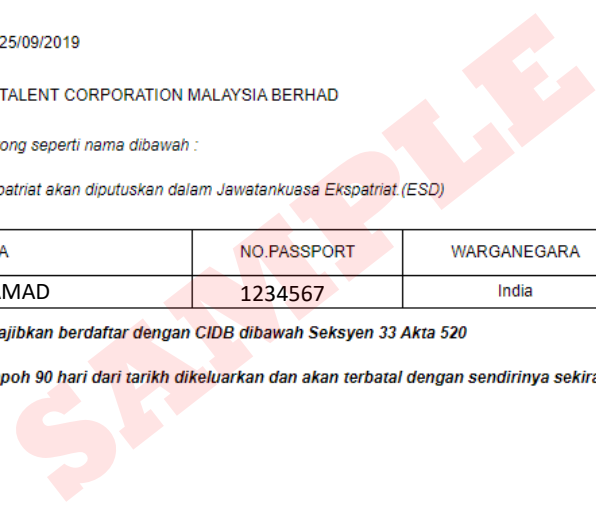 25/09/2019
TALENT CORPORATION MALAYSIA BERHAD
ong seperti nama dibawah :
patriat akan diputuskan dalam Jawatankuasa Ekspatriat.(ESD)
A NO.PASSPORT WARGANEGARA
AMAD 1234567 India
ajibkan berdaftar dengan CIDB dibawah Seksyen 33 Akta 520
poh 90 hari dari tarikh dikeluarkan dan akan terbatal dengan sendirinya sekira
SAMPLE